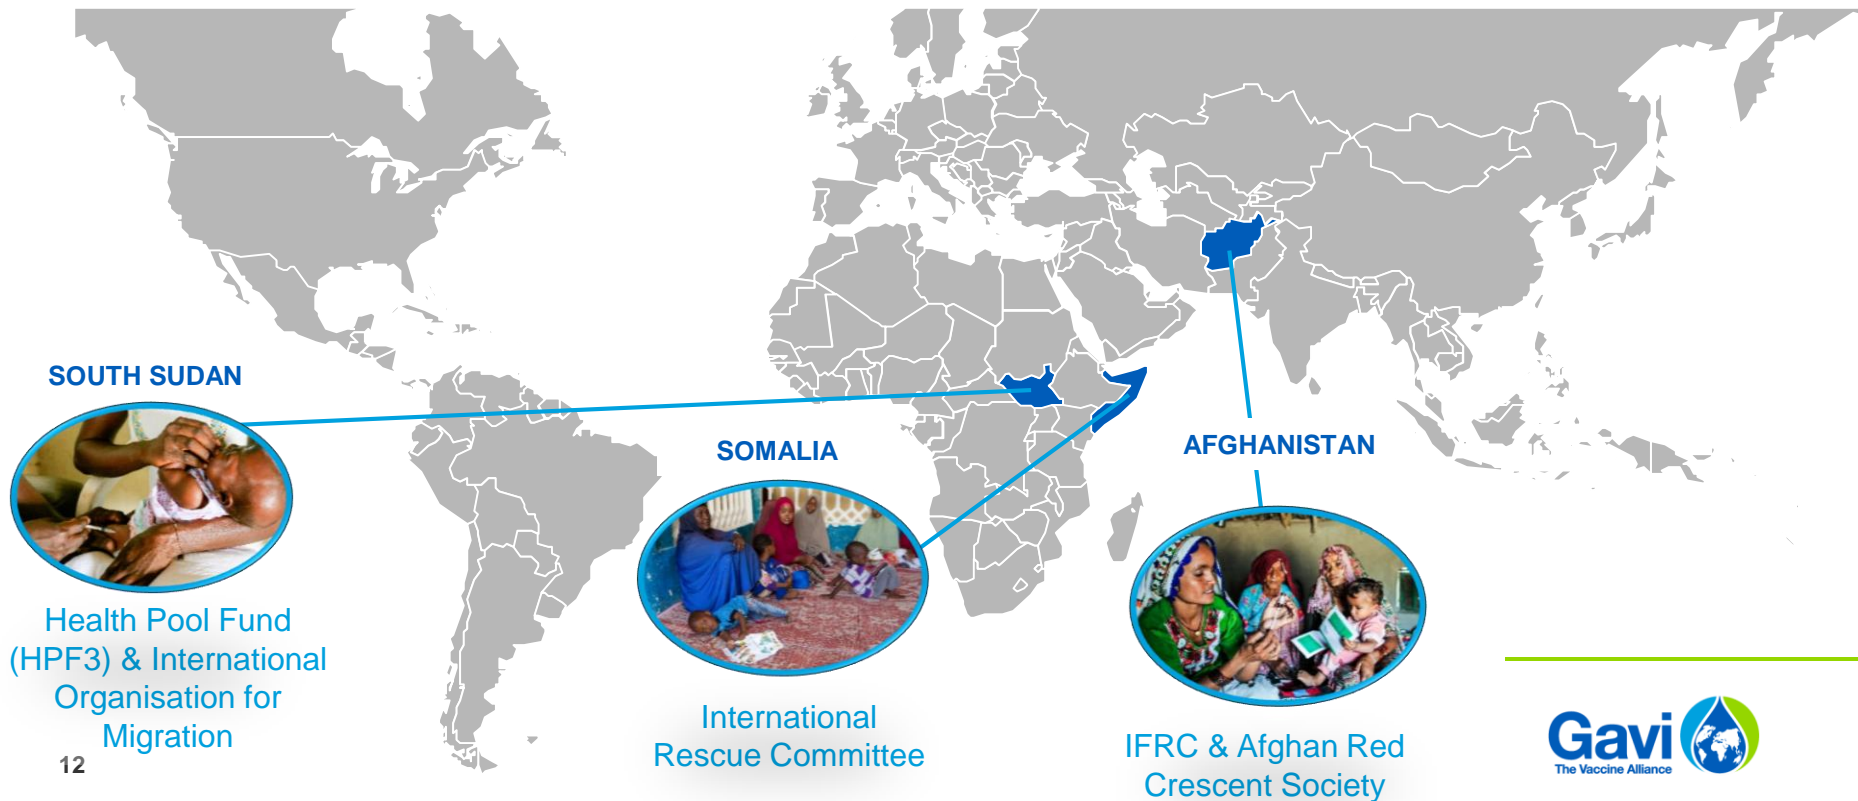 SOUTH SUDAN
Health Pool Fund
(HPF3) & International
Organisation for
Migration
SOMALIA
International
Rescue Committee
AFGHANISTAN
IFRC & Afghan Red
Crescent Society
12
Gavi
The Vaccine Alliance